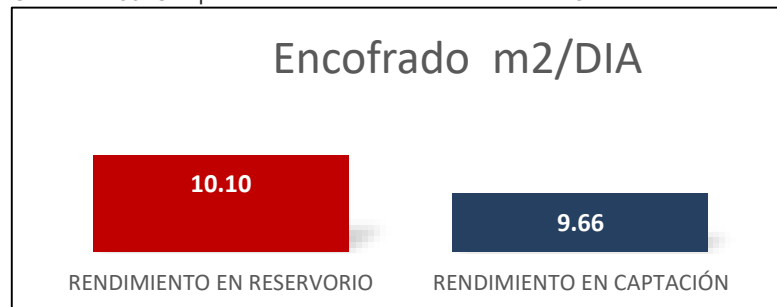 Encofrado m2/DIA
10.10
9.66
RENDIMIENTO EN RESERVORIO
RENDIMIENTO EN CAPTACIÓN